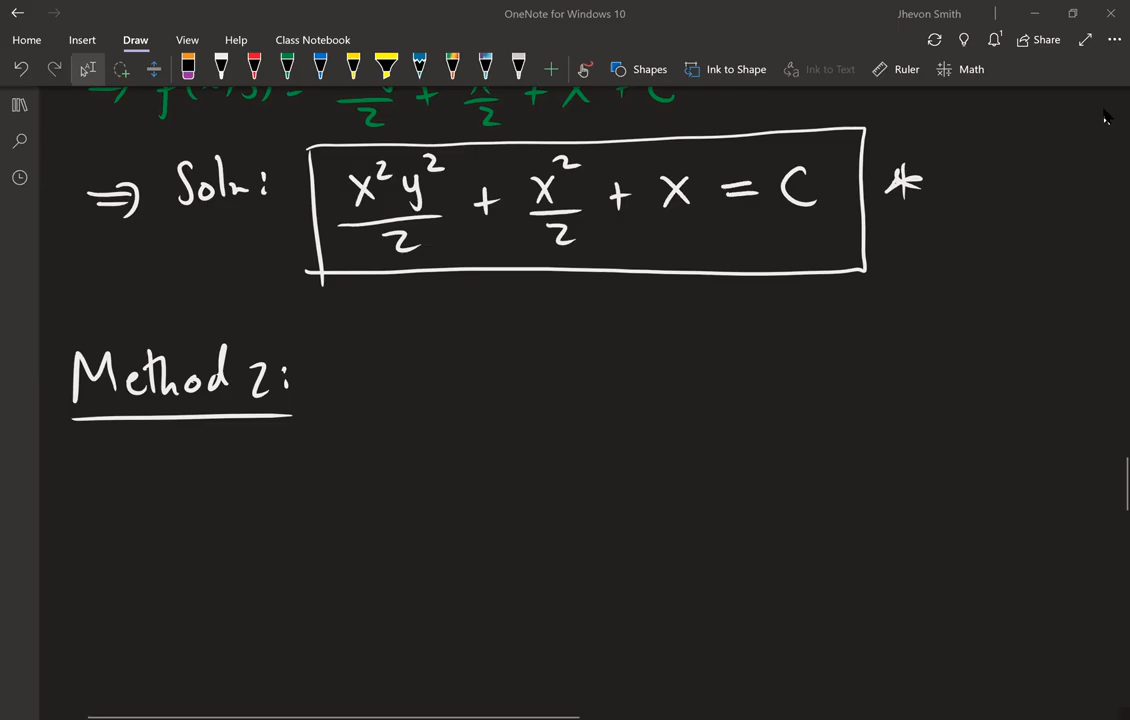 OneNote for Windows 10
Jhevon Smith
Home Insert Draw View Help Class Notebook
Share
Shapes Ink to Shape Ink to Text Ruler Math
⇒ Soln: x²y²/2 + x²/2 + x = C *
Method 2: